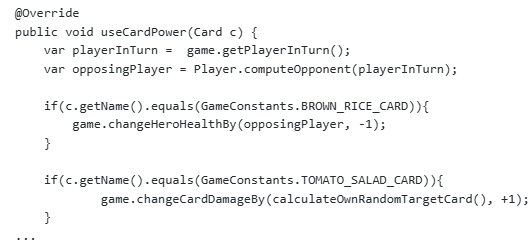 @Override
public void useCardPower(Card c) {
    var playerInTurn =  game.getPlayerInTurn();
    var opposingPlayer = Player.computeOpponent(playerInTurn);

    if(c.getName().equals(GameConstants.BROWN_RICE_CARD)){
        game.changeHeroHealthBy(opposingPlayer, -1);
    }

    if(c.getName().equals(GameConstants.TOMATO_SALAD_CARD)){
            game.changeCardDamageBy(calculateOwnRandomTargetCard(), +1);
    }
...